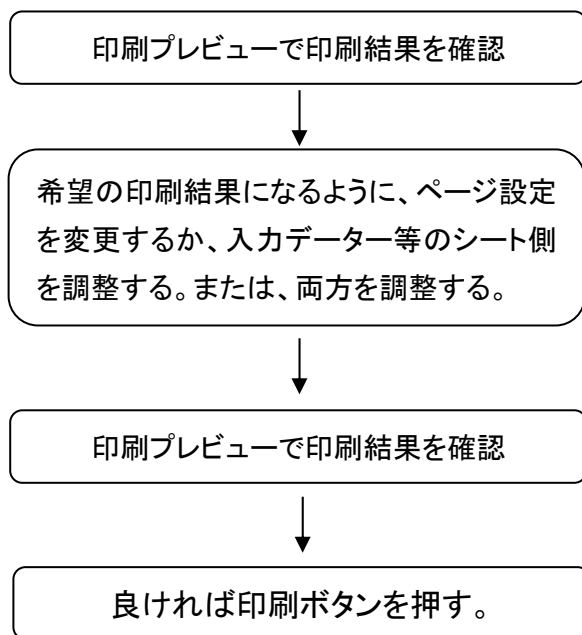 印刷プレビューで印刷結果を確認
希望の印刷結果になるように、ページ設定
を変更するか、入力データー等のシート側
を調整する。または、両方を調整する。
印刷プレビューで印刷結果を確認
良ければ印刷ボタンを押す。